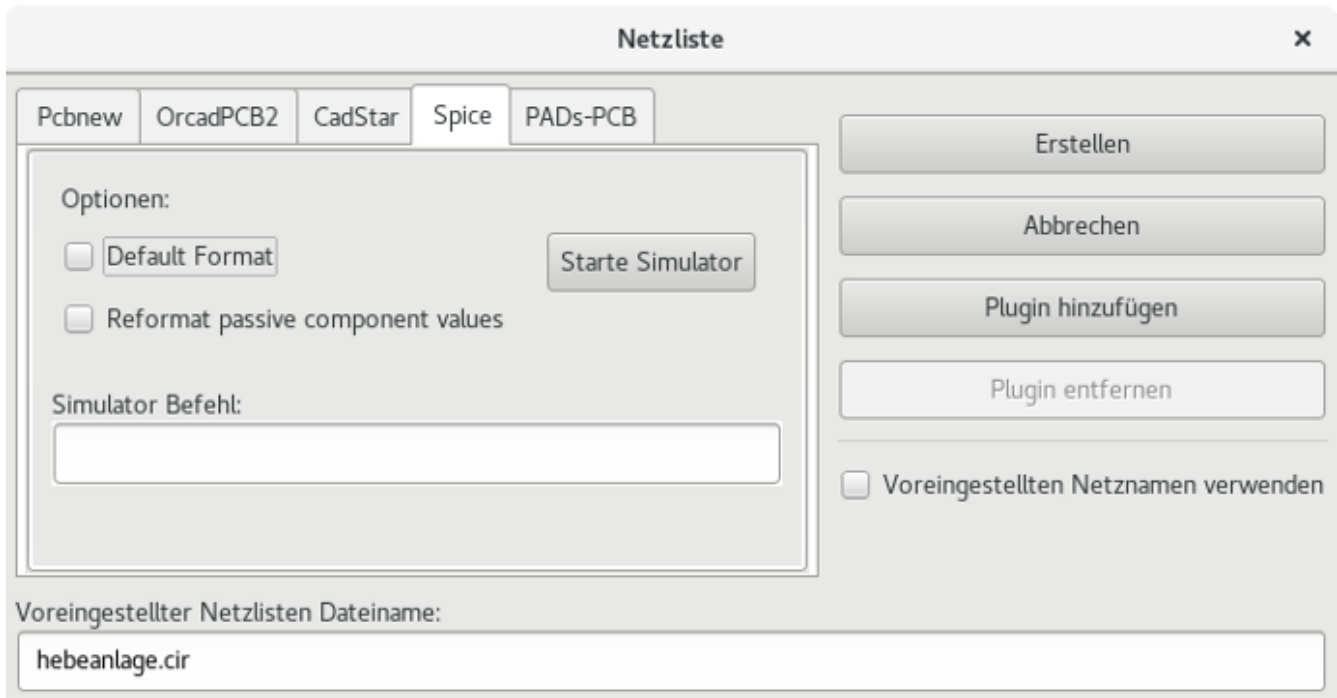 Netzliste
Pcbnew OrcadPCB2 CadStar Spice PADs-PCB
Erstellen
Optionen:
Abbrechen
Default Format
Starte Simulator
Plugin hinzufügen
Reformat passive component values
Plugin entfernen
Simulator Befehl:
Voreingestellten Netznamen verwenden
Voreingestellter Netzlisten Dateiname:
hebeanlage.cir